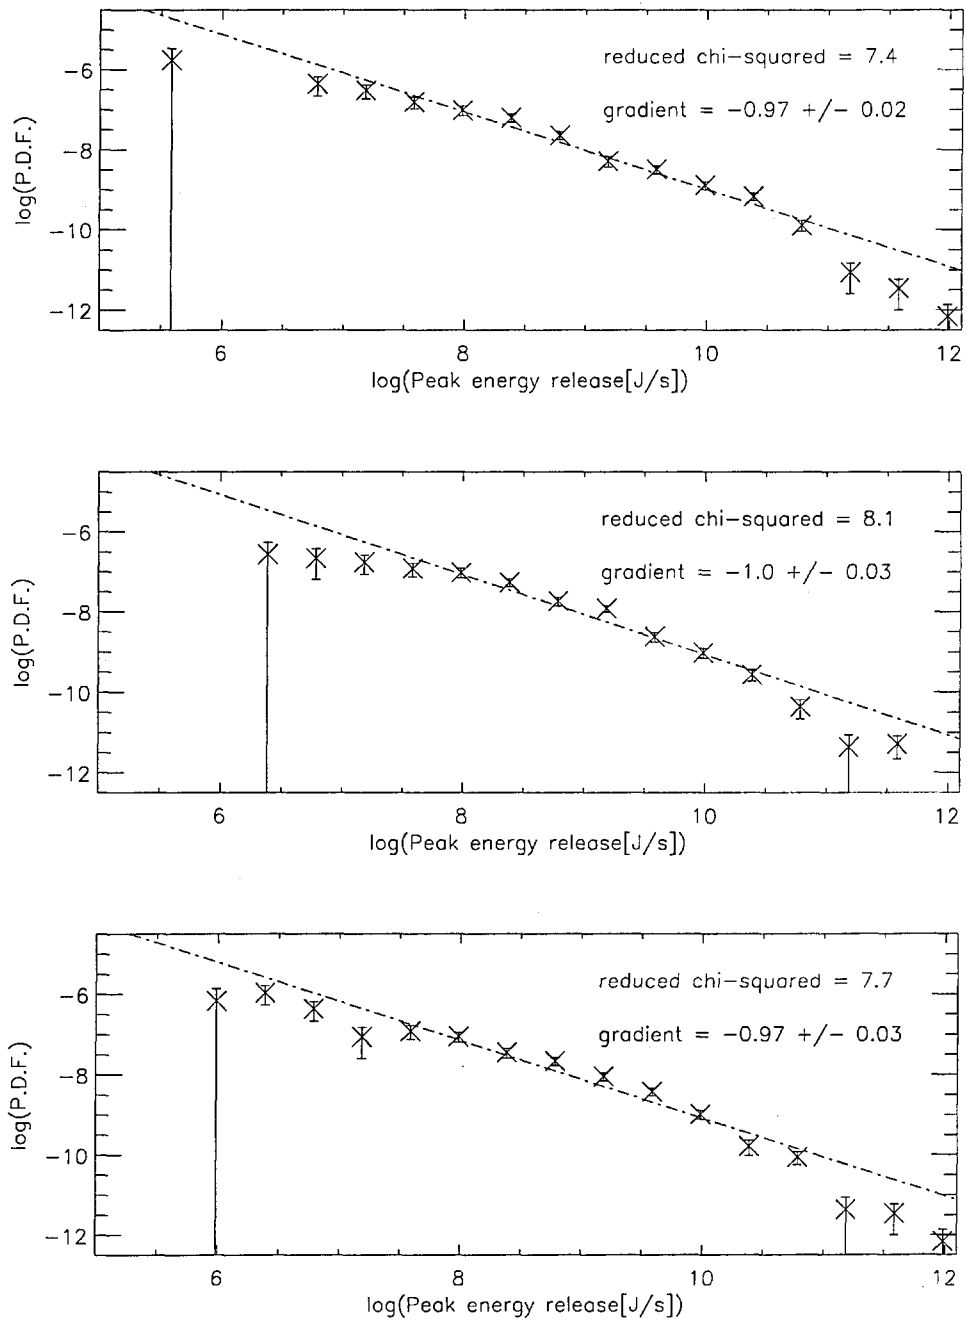 reduced chi-squared = 7.4
gradient = -0.97 +/- 0.02
log(P.D.F.)
-6
-8
-10
-12
6 8 10 12
log(Peak energy release[J/s])
reduced chi-squared = 8.1
gradient = -1.0 +/- 0.03
log(P.D.F.)
-6
-8
-10
-12
6 8 10 12
log(Peak energy release[J/s])
reduced chi-squared = 7.7
gradient = -0.97 +/- 0.03
log(P.D.F.)
-6
-8
-10
-12
6 8 10 12
log(Peak energy release[J/s])